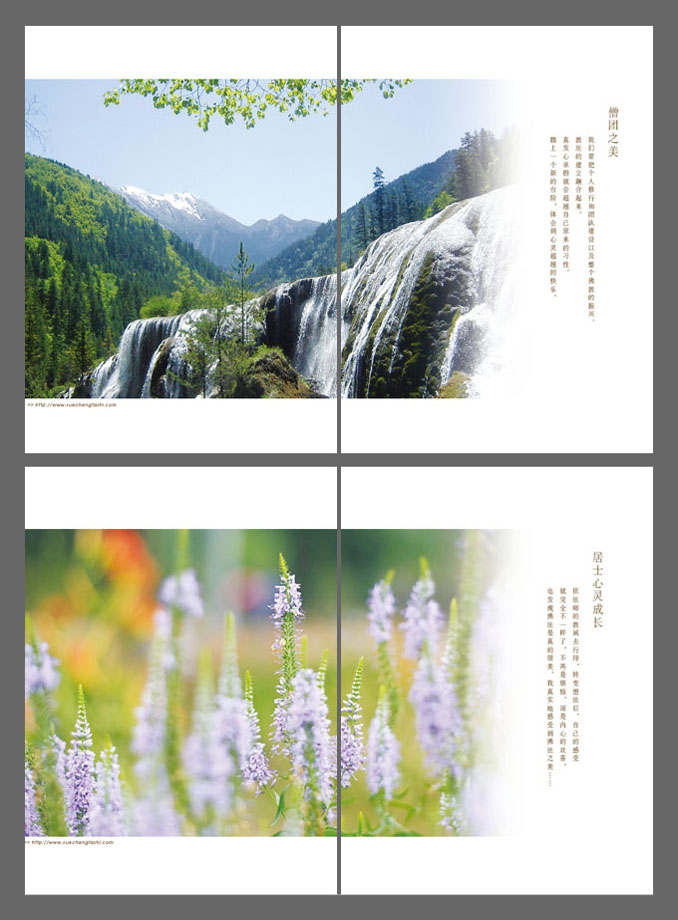 僧团之美
我们要把个人修行和团队建设以及整个佛教的振兴、
教法的建立融合起来。
真发心承担就会超越自己原来的习性，
踏上一个新的台阶，体会到心灵超越的快乐。
>> http://www.xuechengfashi.com
居士心灵成长
依法师的教诫去行持，转变想法后，自己的感受
就完全不一样了，不再是烦恼，而是内心的欢喜，
也发现佛法是真的很美，我真实地感受到佛法之美……
>> http://www.xuechengfashi.com